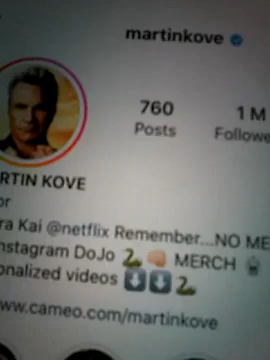 martinkove
760 1 M
Posts Followe
RTIN KOVE
or
ra Kai @netflix Remember....NO ME
nstagram DoJo 🐍 👊🏼 MERCH
onalized videos ⬇️⬇️🐍
ww.cameo.com/martinkove